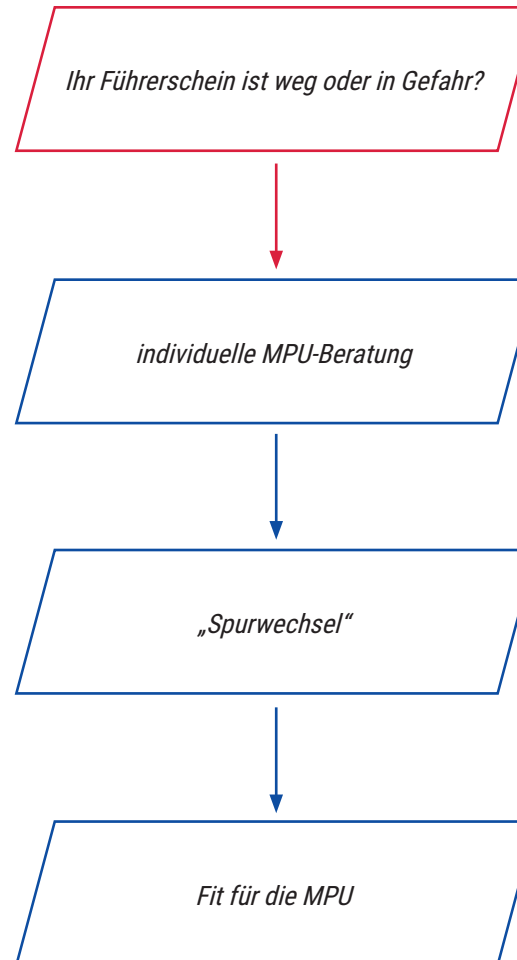 Ihr Führerschein ist weg oder in Gefahr?
individuelle MPU-Beratung
„Spurwechsel“
Fit für die MPU